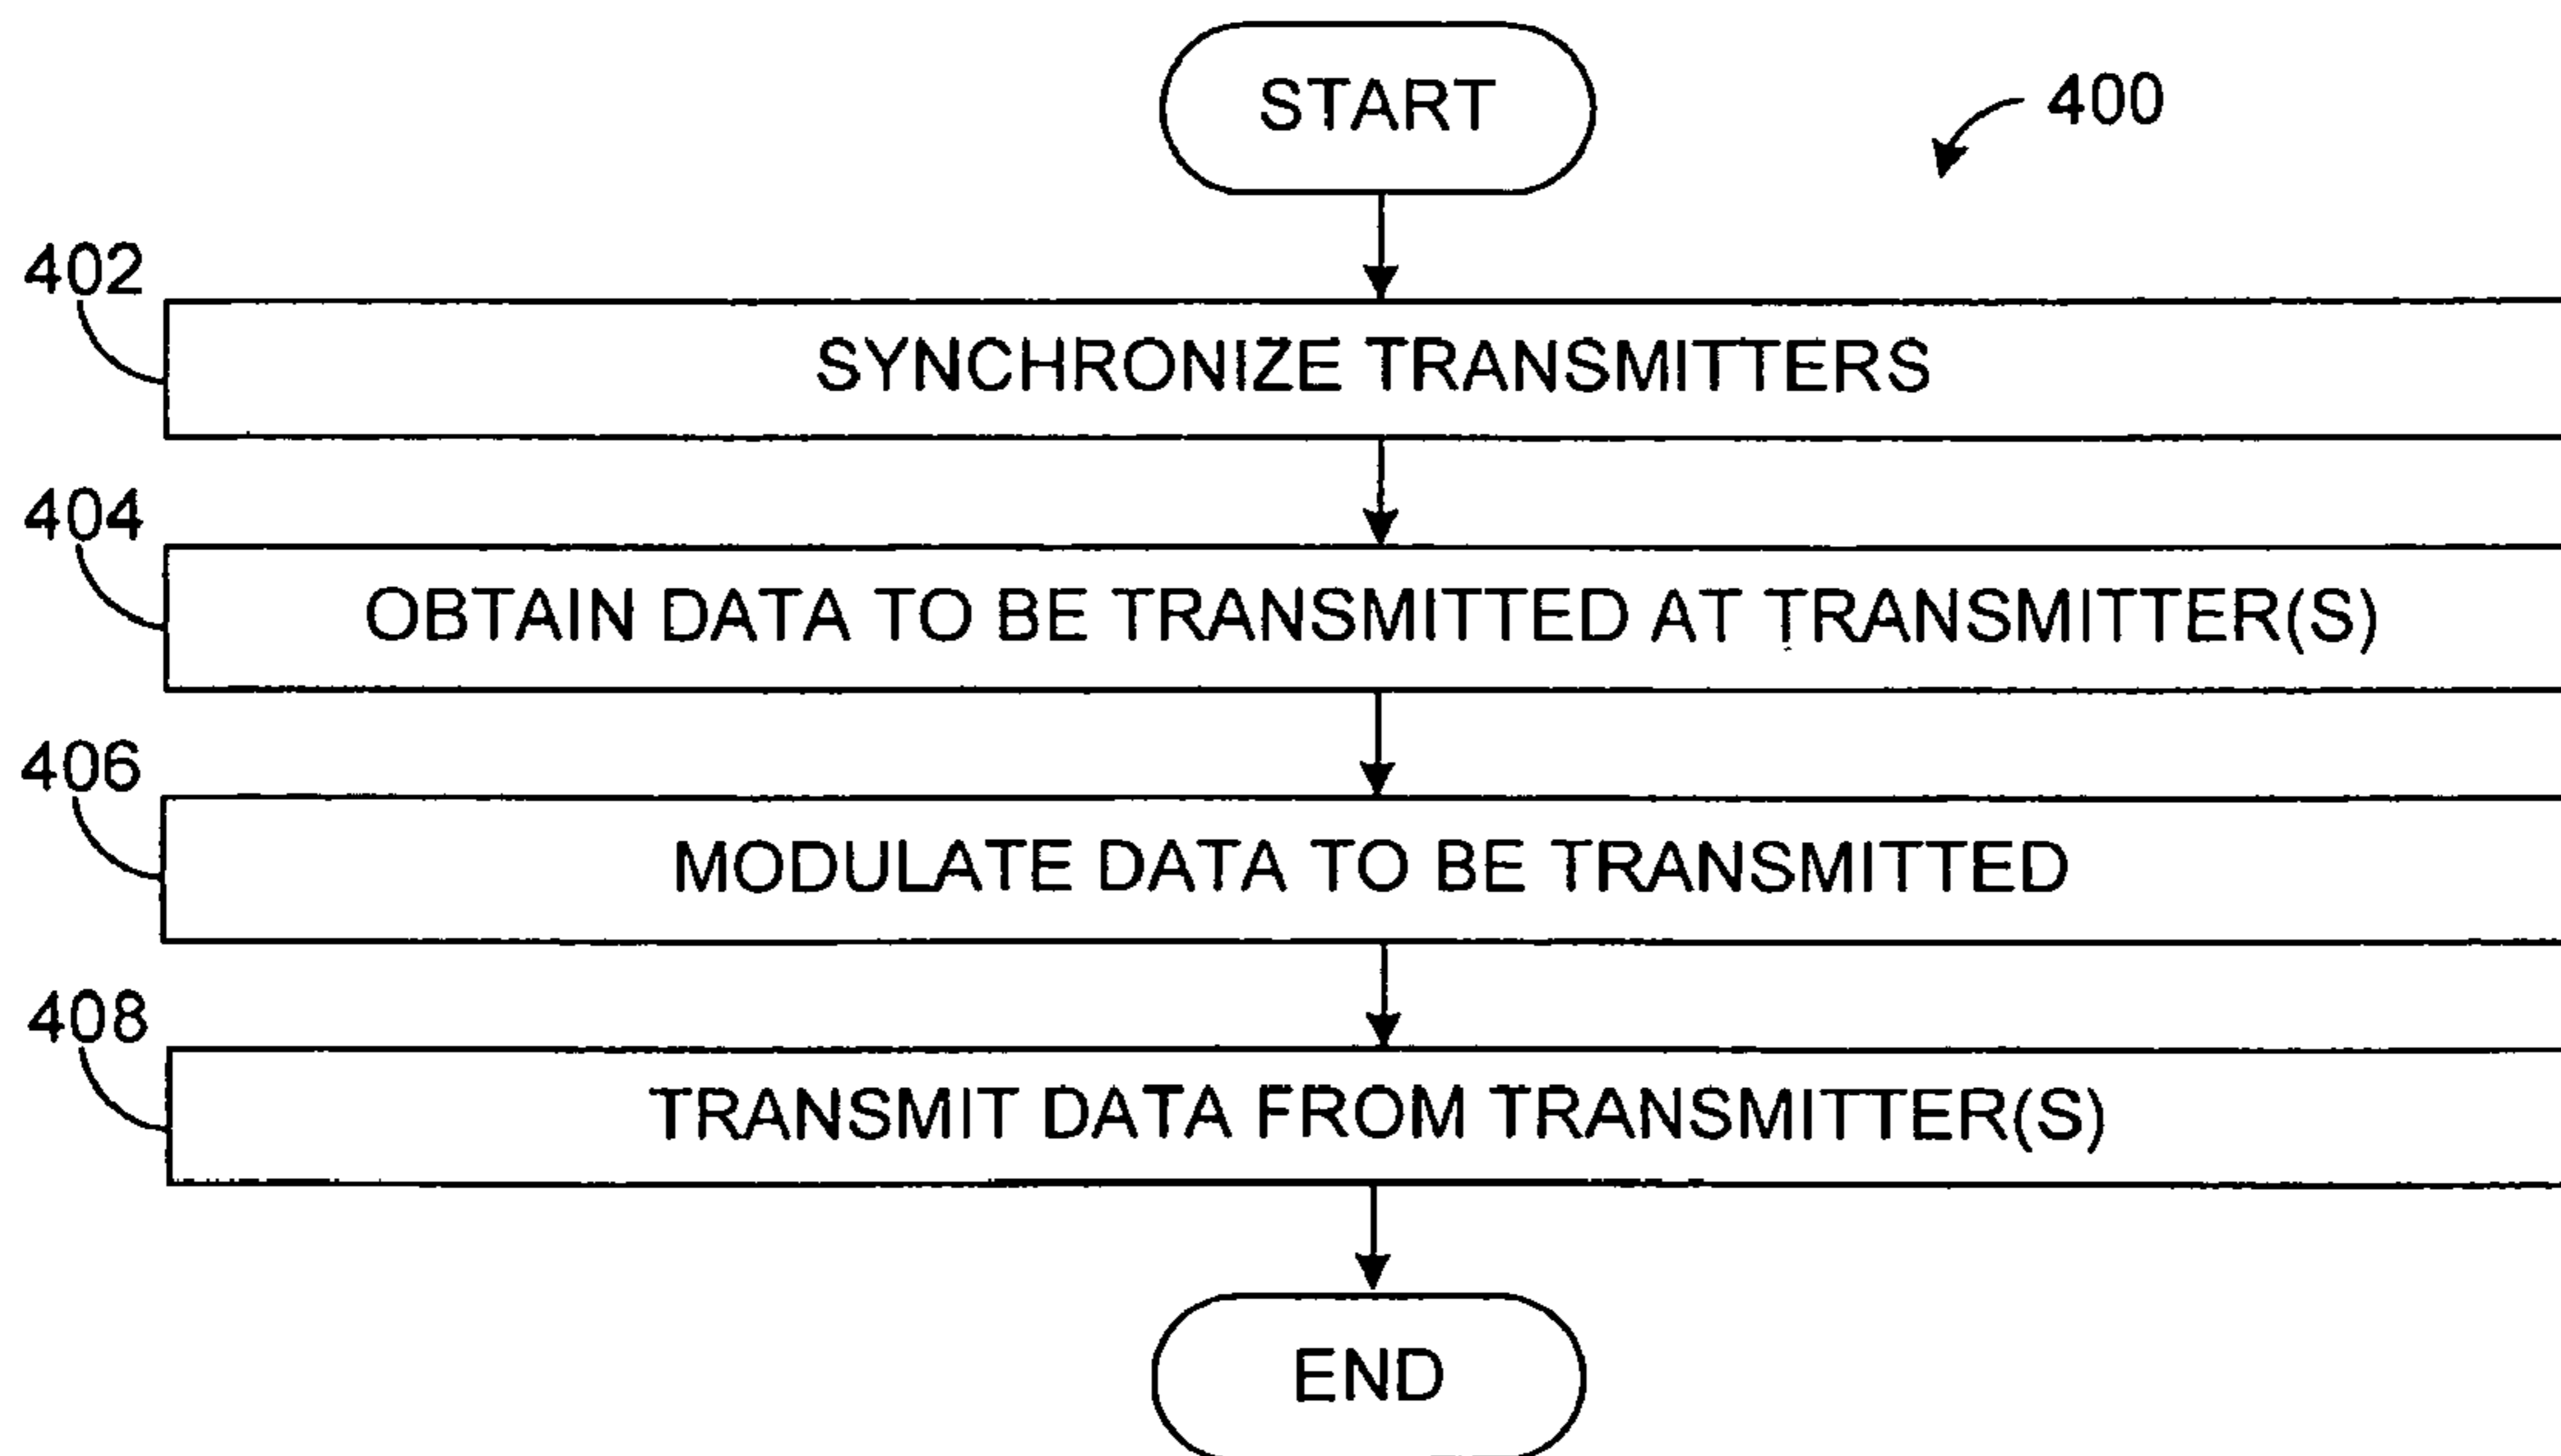 START
400
402
SYNCHRONIZE TRANSMITTERS
404
OBTAIN DATA TO BE TRANSMITTED AT TRANSMITTER(S)
406
MODULATE DATA TO BE TRANSMITTED
408
TRANSMIT DATA FROM TRANSMITTER(S)
END